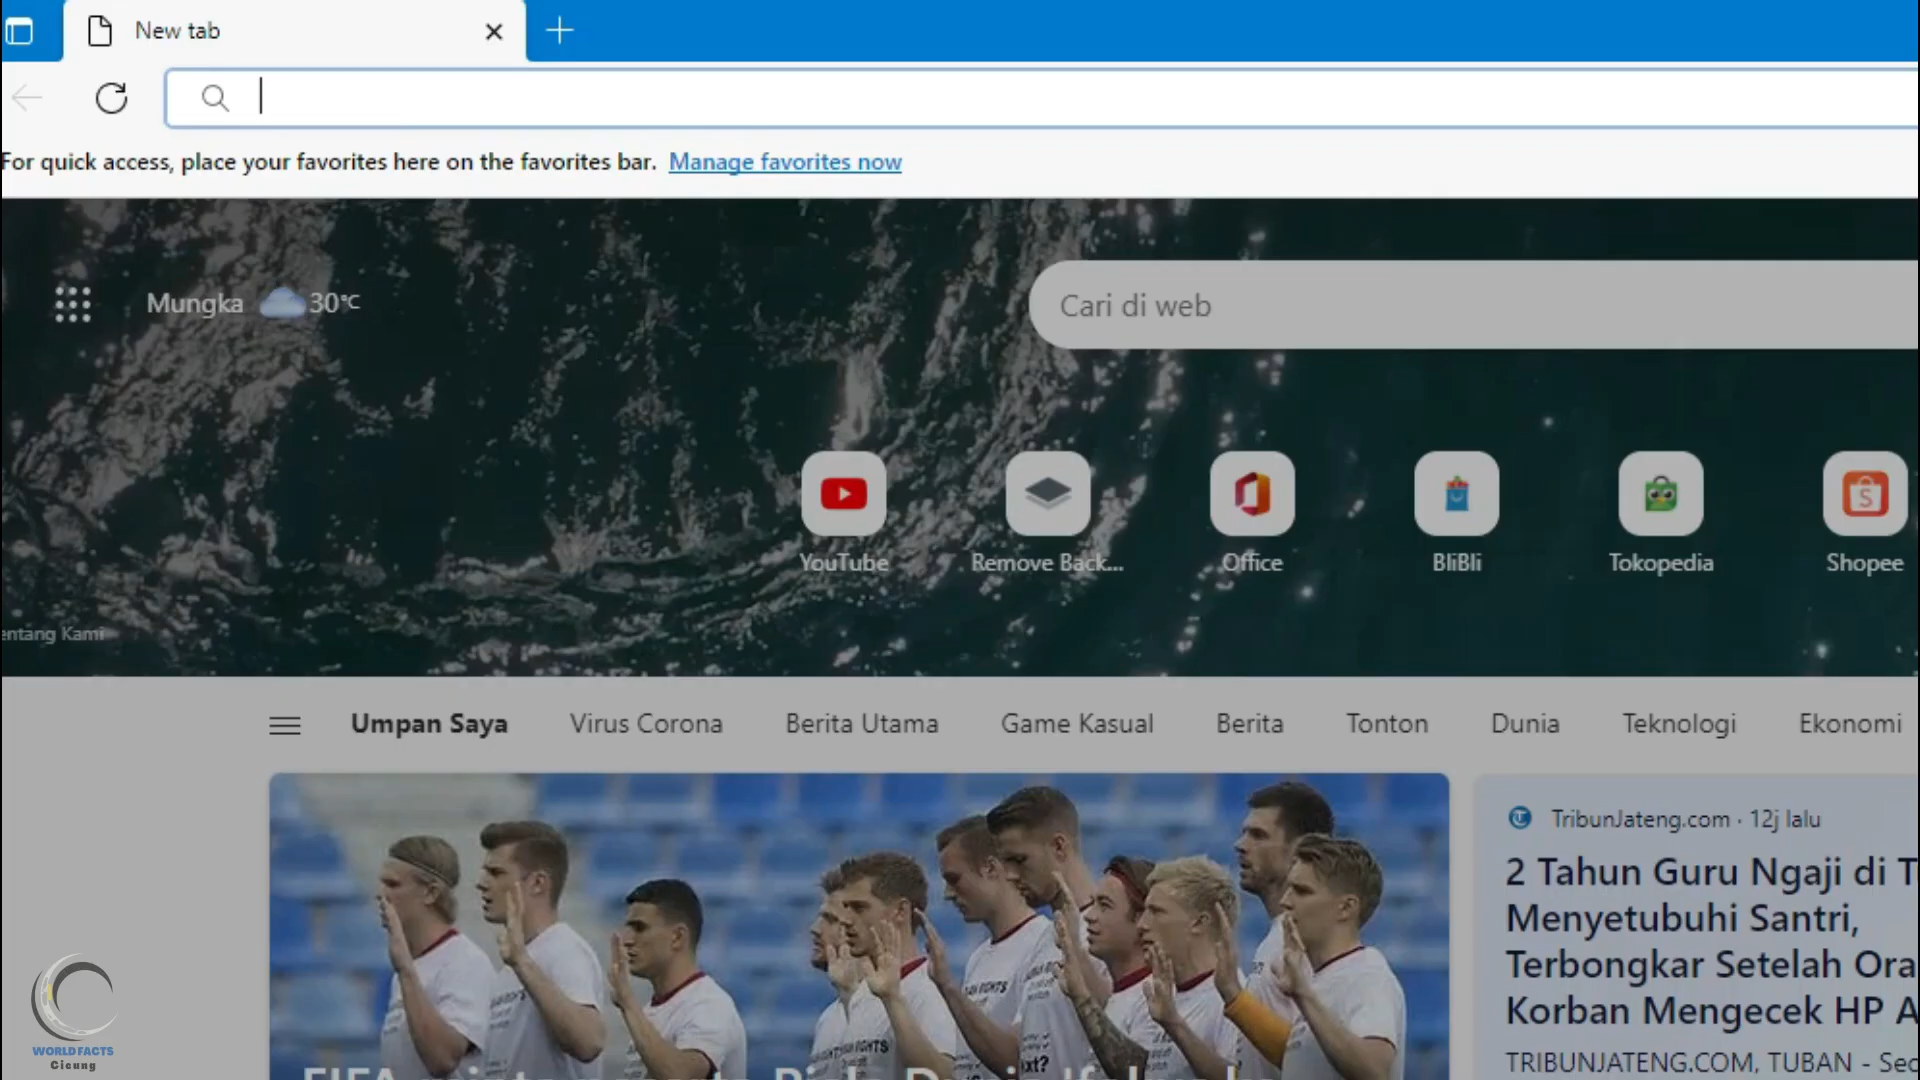 New tab
For quick access, place your favorites here on the favorites bar. Manage favorites now
Mungka 30°C
Cari di web
YouTube
Remove Back...
Office
BliBli
Tokopedia
Shopee
entang Kami
Umpan Saya Virus Corona Berita Utama Game Kasual Berita Tonton Dunia Teknologi Ekonomi
TribunJateng.com · 12j lalu
2 Tahun Guru Ngaji di T
Menyetubuhi Santri,
Terbongkar Setelah Ora
Korban Mengecek HP A
TRIBUNJATENG.COM, TUBAN - Sec
WORLD FACTS
Cicung